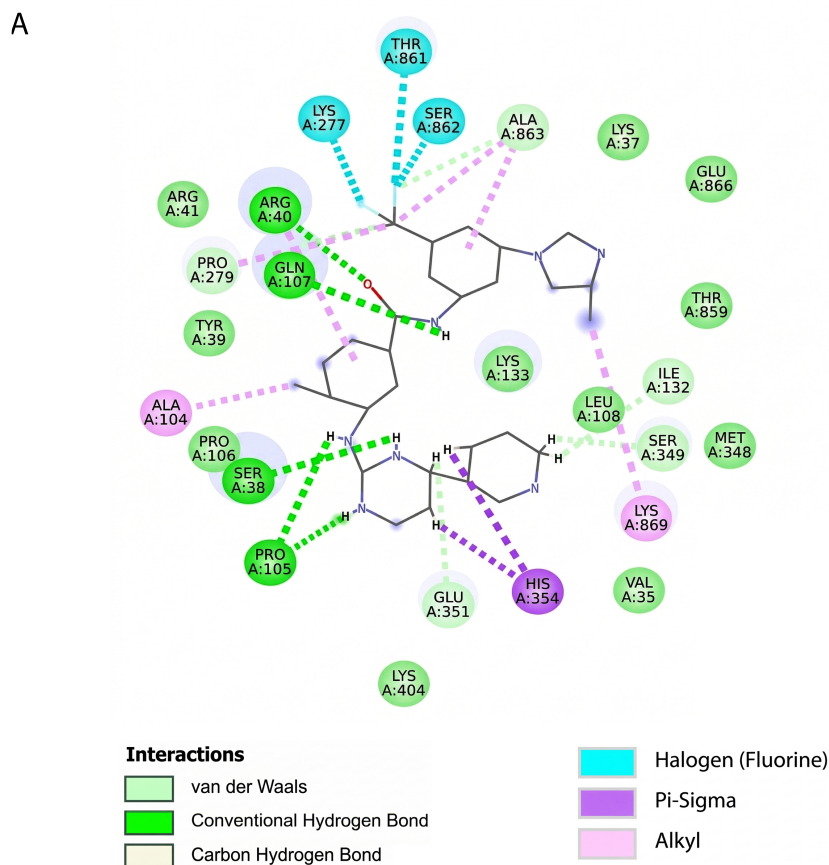 A
THR
A:861
LYS
A:277
SER
A:862
ALA
A:863
LYS
A:37
GLU
A:866
ARG
A:41
ARG
A:40
PRO
A:279
GLN
A:107
N
N
O
N
H
THR
A:859
TYR
A:39
LYS
A:133
ILE
A:132
ALA
A:104
LEU
A:108
PRO
A:106
SER
A:38
H
N
H
N
H
H
H
H
SER
A:349
MET
A:348
N
H
N
H
LYS
A:869
PRO
A:105
GLU
A:351
HIS
A:354
VAL
A:35
LYS
A:404
Interactions
van der Waals
Conventional Hydrogen Bond
Carbon Hydrogen Bond
Halogen (Fluorine)
Pi-Sigma
Alkyl